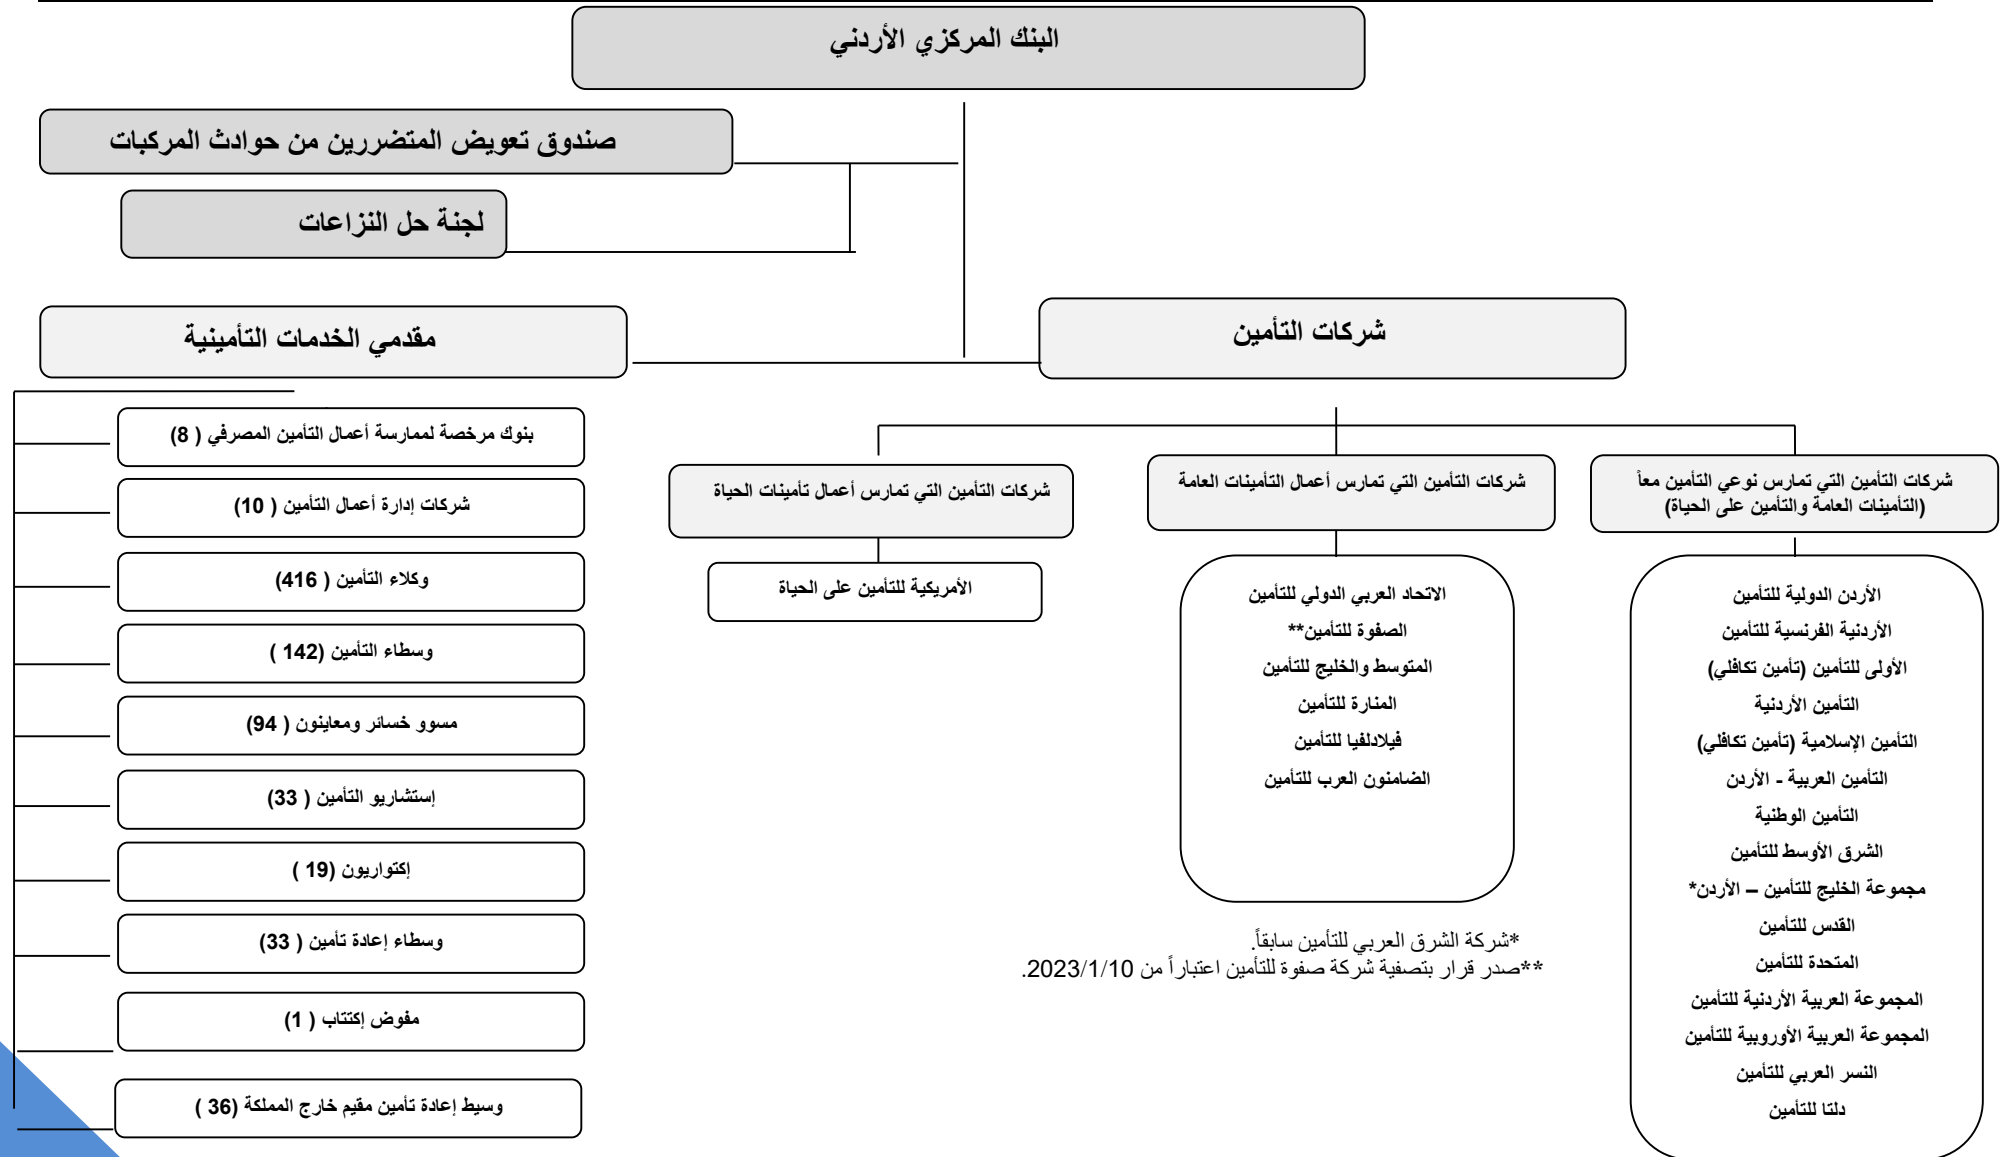 البنك المركزي الأردني
صندوق تعويض المتضررين من حوادث المركبات
لجنة حل النزاعات
شركات التأمين
مقدمي الخدمات التأمينية
شركات التأمين التي تمارس نوعي التأمين معاً
(التأمينات العامة والتأمين على الحياة)
الأردن الدولية للتأمين
الأردنية الفرنسية للتأمين
الأولى للتأمين (تأمين تكافلي)
التأمين الأردنية
التأمين الإسلامية (تأمين تكافلي)
التأمين العربية - الأردن
التأمين الوطنية
الشرق الأوسط للتأمين
مجموعة الخليج للتأمين – الأردن*
القدس للتأمين
المتحدة للتأمين
المجموعة العربية الأردنية للتأمين
المجموعة العربية الأوروبية للتأمين
النسر العربي للتأمين
دلتا للتأمين
شركات التأمين التي تمارس أعمال التأمينات العامة
الاتحاد العربي الدولي للتأمين
الصفوة للتأمين**
المتوسط والخليج للتأمين
المنارة للتأمين
فيلادلفيا للتأمين
الضامنون العرب للتأمين
شركات التأمين التي تمارس أعمال تأمينات الحياة
الأمريكية للتأمين على الحياة
*شركة الشرق العربي للتأمين سابقاً.
**صدر قرار بتصفية شركة صفوة للتأمين اعتباراً من 2023/1/10.
بنوك مرخصة لممارسة أعمال التأمين المصرفي ( 8)
شركات إدارة أعمال التأمين ( 10)
وكلاء التأمين ( 416)
وسطاء التأمين (142 )
مسوو خسائر ومعاينون ( 94)
إستشاريو التأمين ( 33)
إكتواريون (19 )
وسطاء إعادة تأمين ( 33)
مفوض إكتتاب ( 1)
وسيط إعادة تأمين مقيم خارج المملكة (36 )